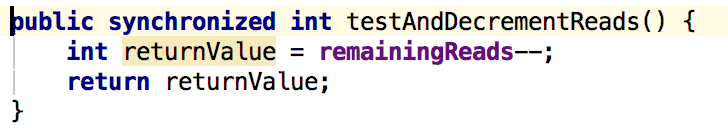 public synchronized int testAndDecrementReads() {
    int returnValue = remainingReads--;
    return returnValue;
}